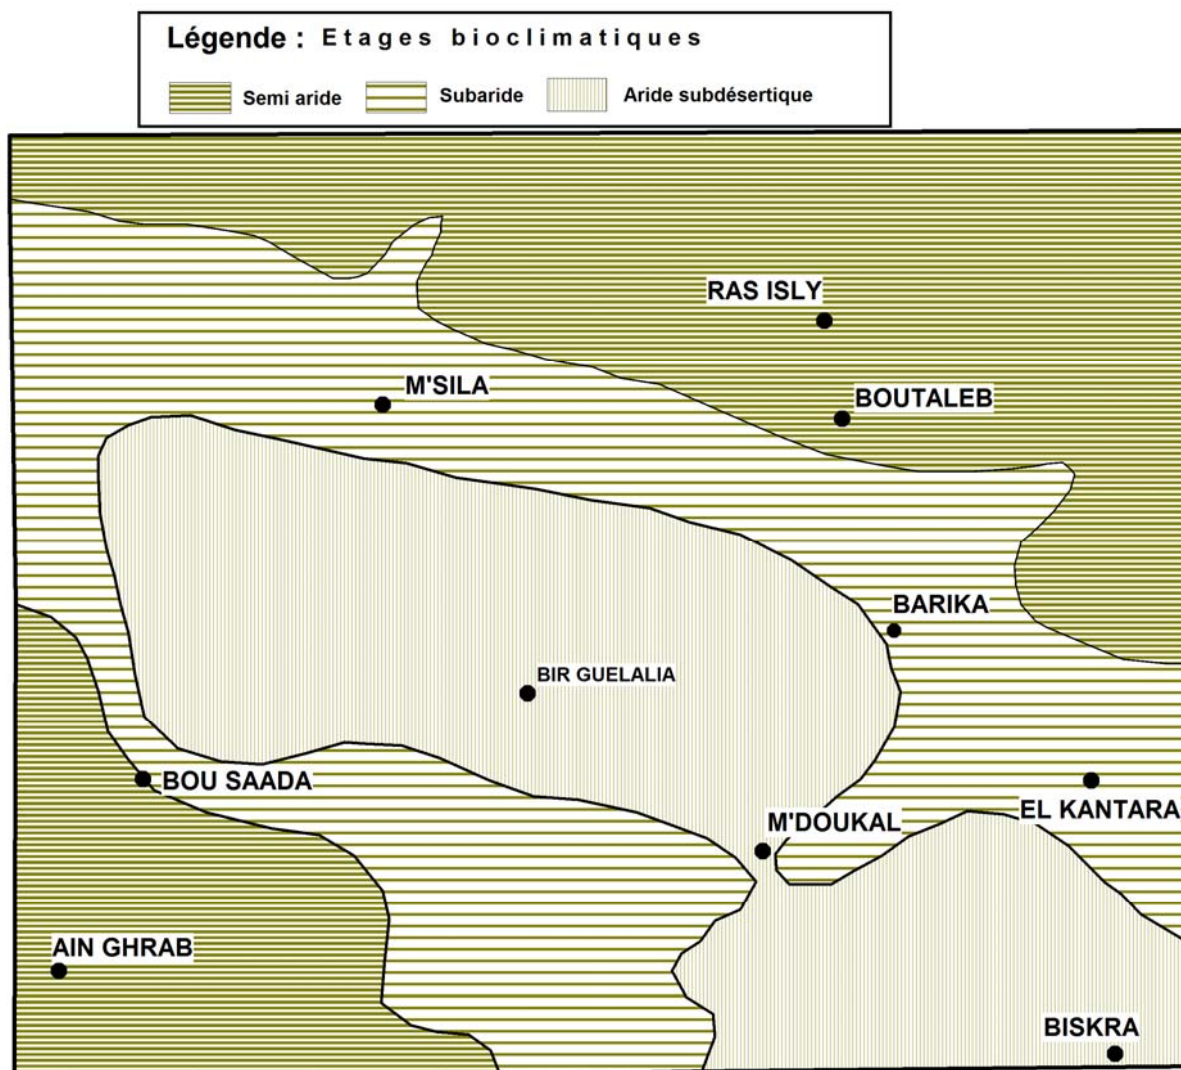 Légende : Etages bioclimatiques
Semi aride Subaride Aride subdésertique
RAS ISLY
M'SILA
BOUTALEB
BARIKA
BIR GUELALIA
BOU SAADA
EL KANTARA
M'DOUKAL
AIN GHRAB
BISKRA